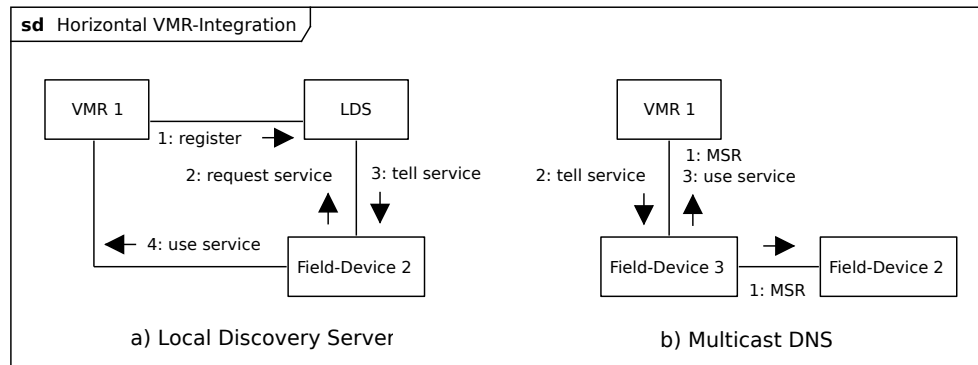 sd Horizontal VMR-Integration
VMR 1
LDS
1: register
2: request service
3: tell service
4: use service
Field-Device 2
a) Local Discovery Server
VMR 1
1: MSR
2: tell service
3: use service
Field-Device 3
Field-Device 2
1: MSR
b) Multicast DNS